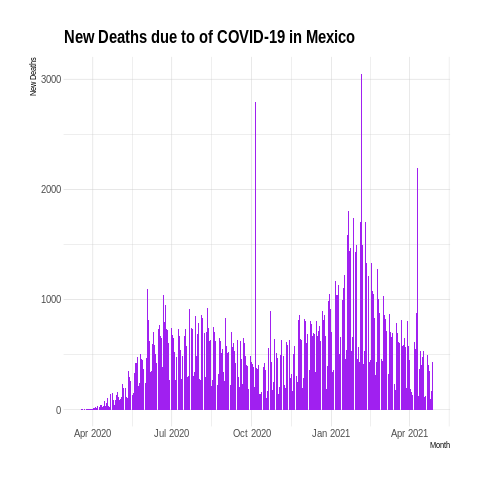 New Deaths due to of COVID-19 in Mexico
New Deaths
3000
2000
1000
0
Apr 2020
Jul 2020
Oct 2020
Jan 2021
Apr 2021
Month